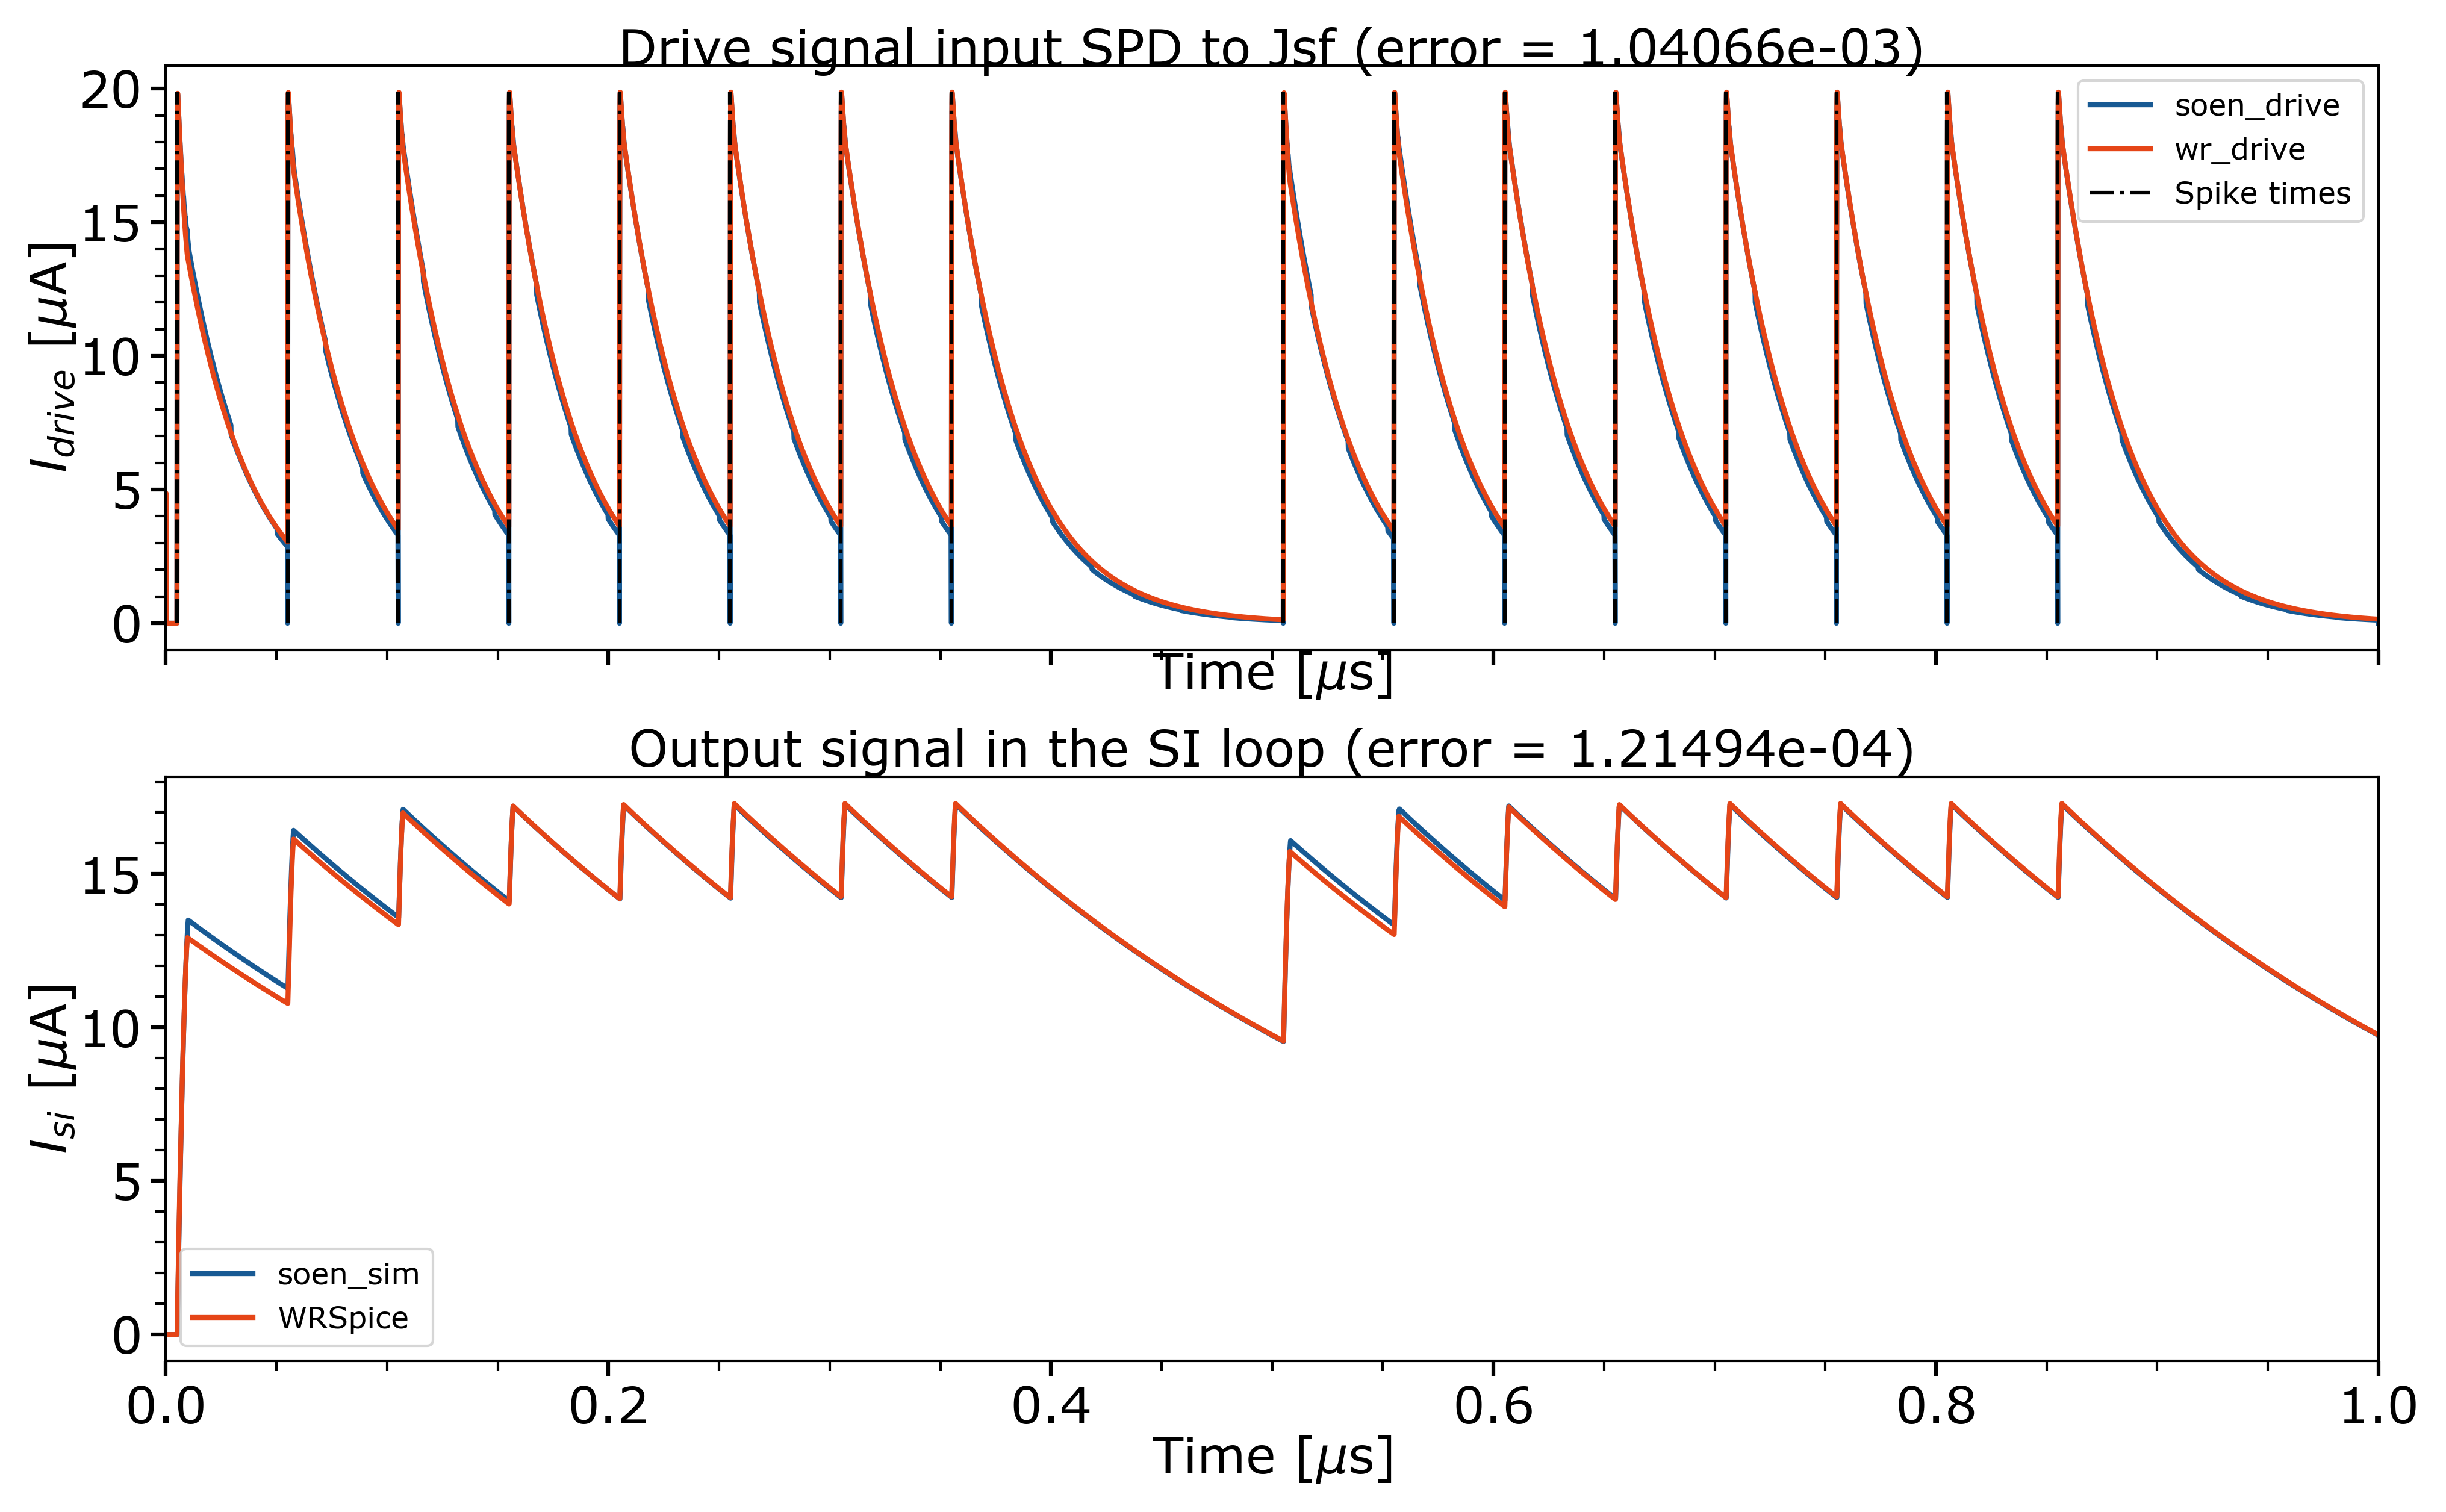 Drive signal input SPD to Jsf (error = 1.04066e-03)
20
15
10
5
0
I_drive [μA]
soen_drive
wr_drive
Spike times
Time [μs]
Output signal in the SI loop (error = 1.21494e-04)
15
10
5
0
I_si [μA]
soen_sim
WRSpice
0.0 0.2 0.4 0.6 0.8 1.0
Time [μs]